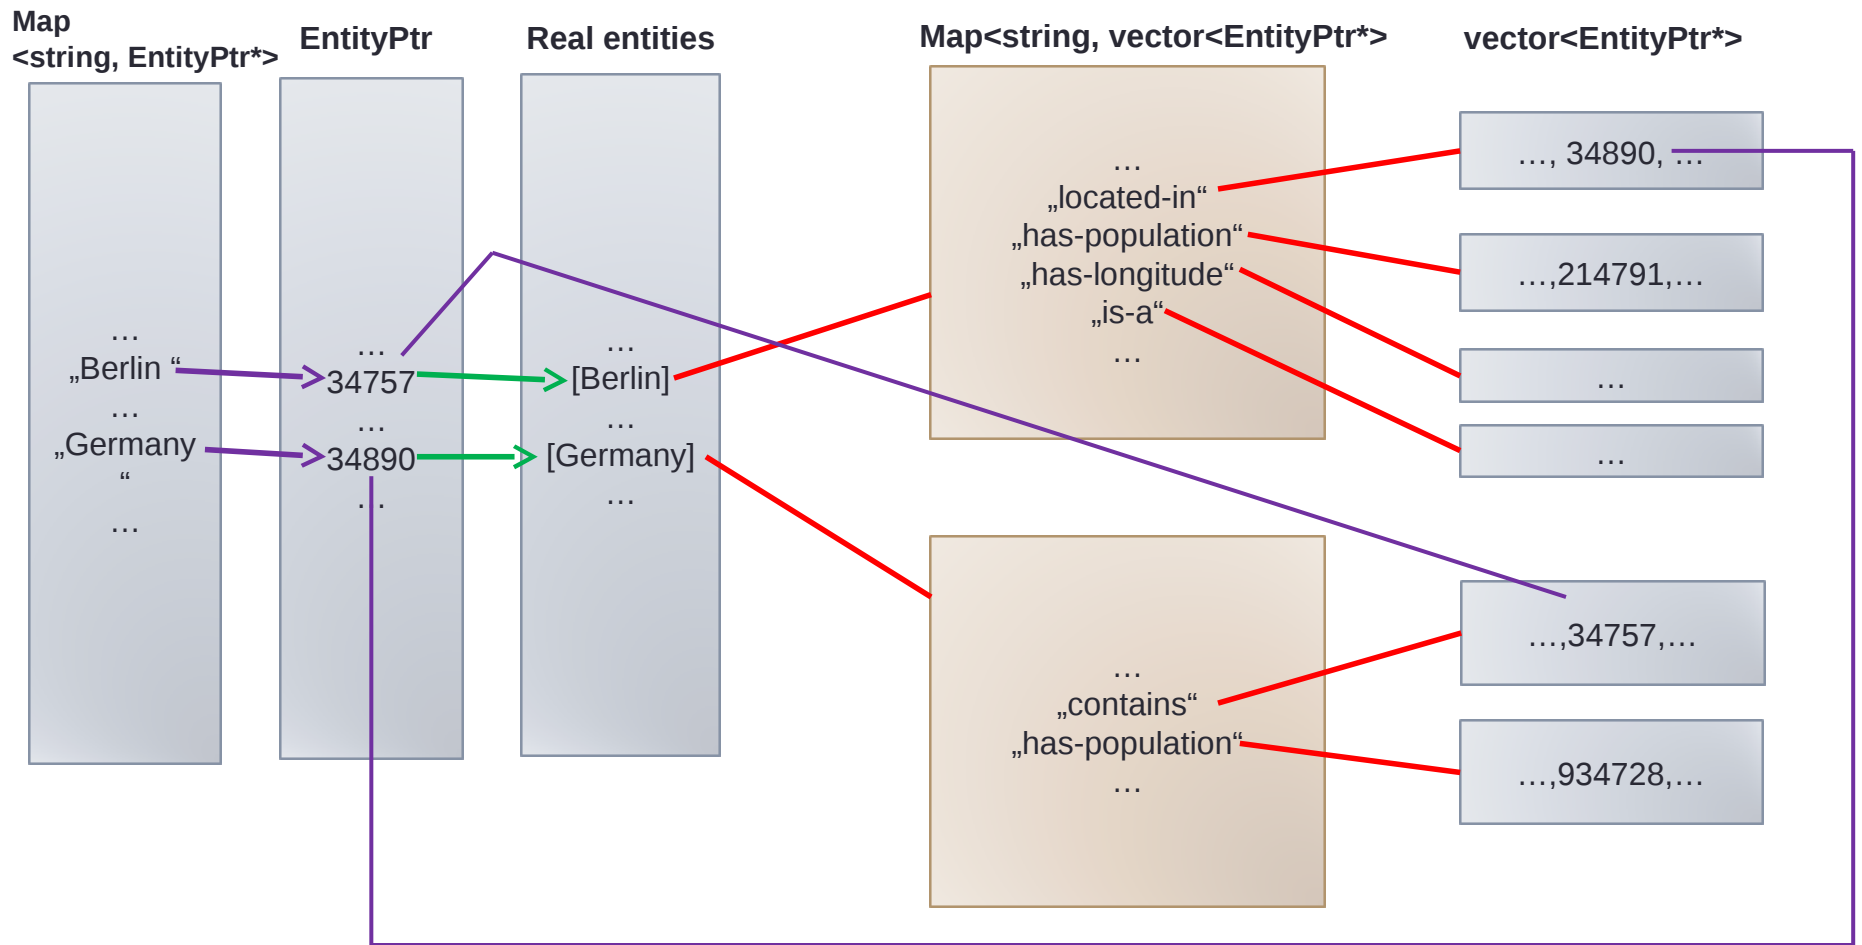 Map
<string, EntityPtr*>
EntityPtr
Real entities
Map<string, vector<EntityPtr*>
vector<EntityPtr*>
…
„Berlin “
…
„Germany
“
…
…
34757
…
34890
…
…
[Berlin]
…
[Germany]
…
…
„located-in“
„has-population“
„has-longitude“
„is-a“
…
…, 34890, …
…,214791,…
…
…
…
„contains“
„has-population“
…
…,34757,…
…,934728,…